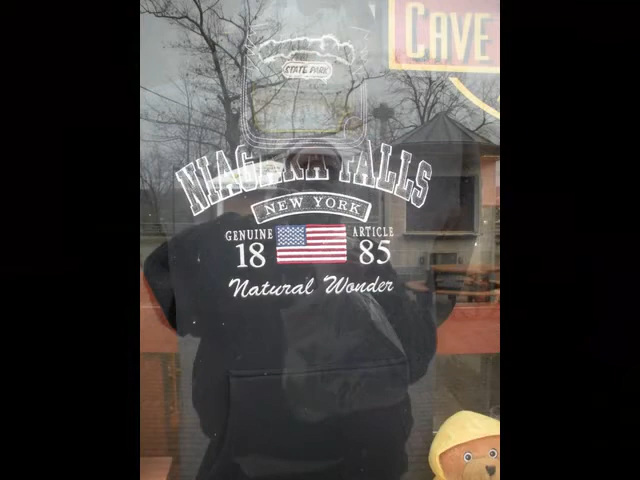 CAVE
STATE PARK
NIAGARA FALLS
NEW YORK
GENUINE ARTICLE
18 85
Natural Wonder